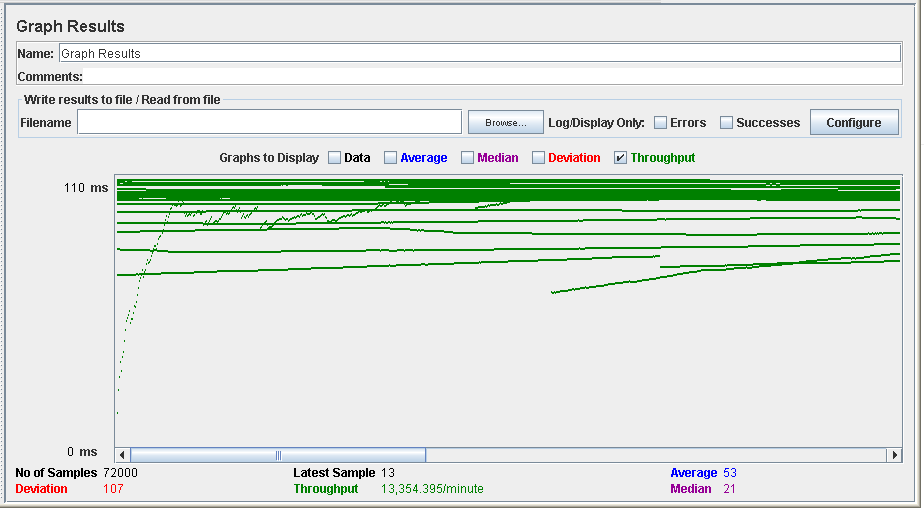 Graph Results
Name: Graph Results
Comments:
Write results to file / Read from file
Filename Browse... Log/Display Only: Errors Successes Configure
Graphs to Display Data Average Median Deviation Throughput
110 ms
0 ms
No of Samples 72000 Latest Sample 13 Average 53
Deviation 107 Throughput 13,354.395/minute Median 21